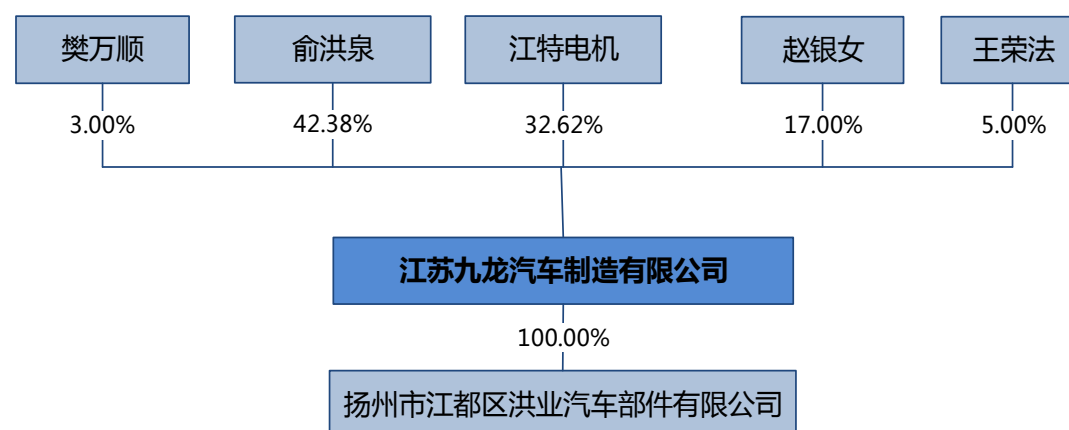 樊万顺
俞洪泉
江特电机
赵银女
王荣法
3.00%
42.38%
32.62%
17.00%
5.00%
江苏九龙汽车制造有限公司
100.00%
扬州市江都区洪业汽车部件有限公司